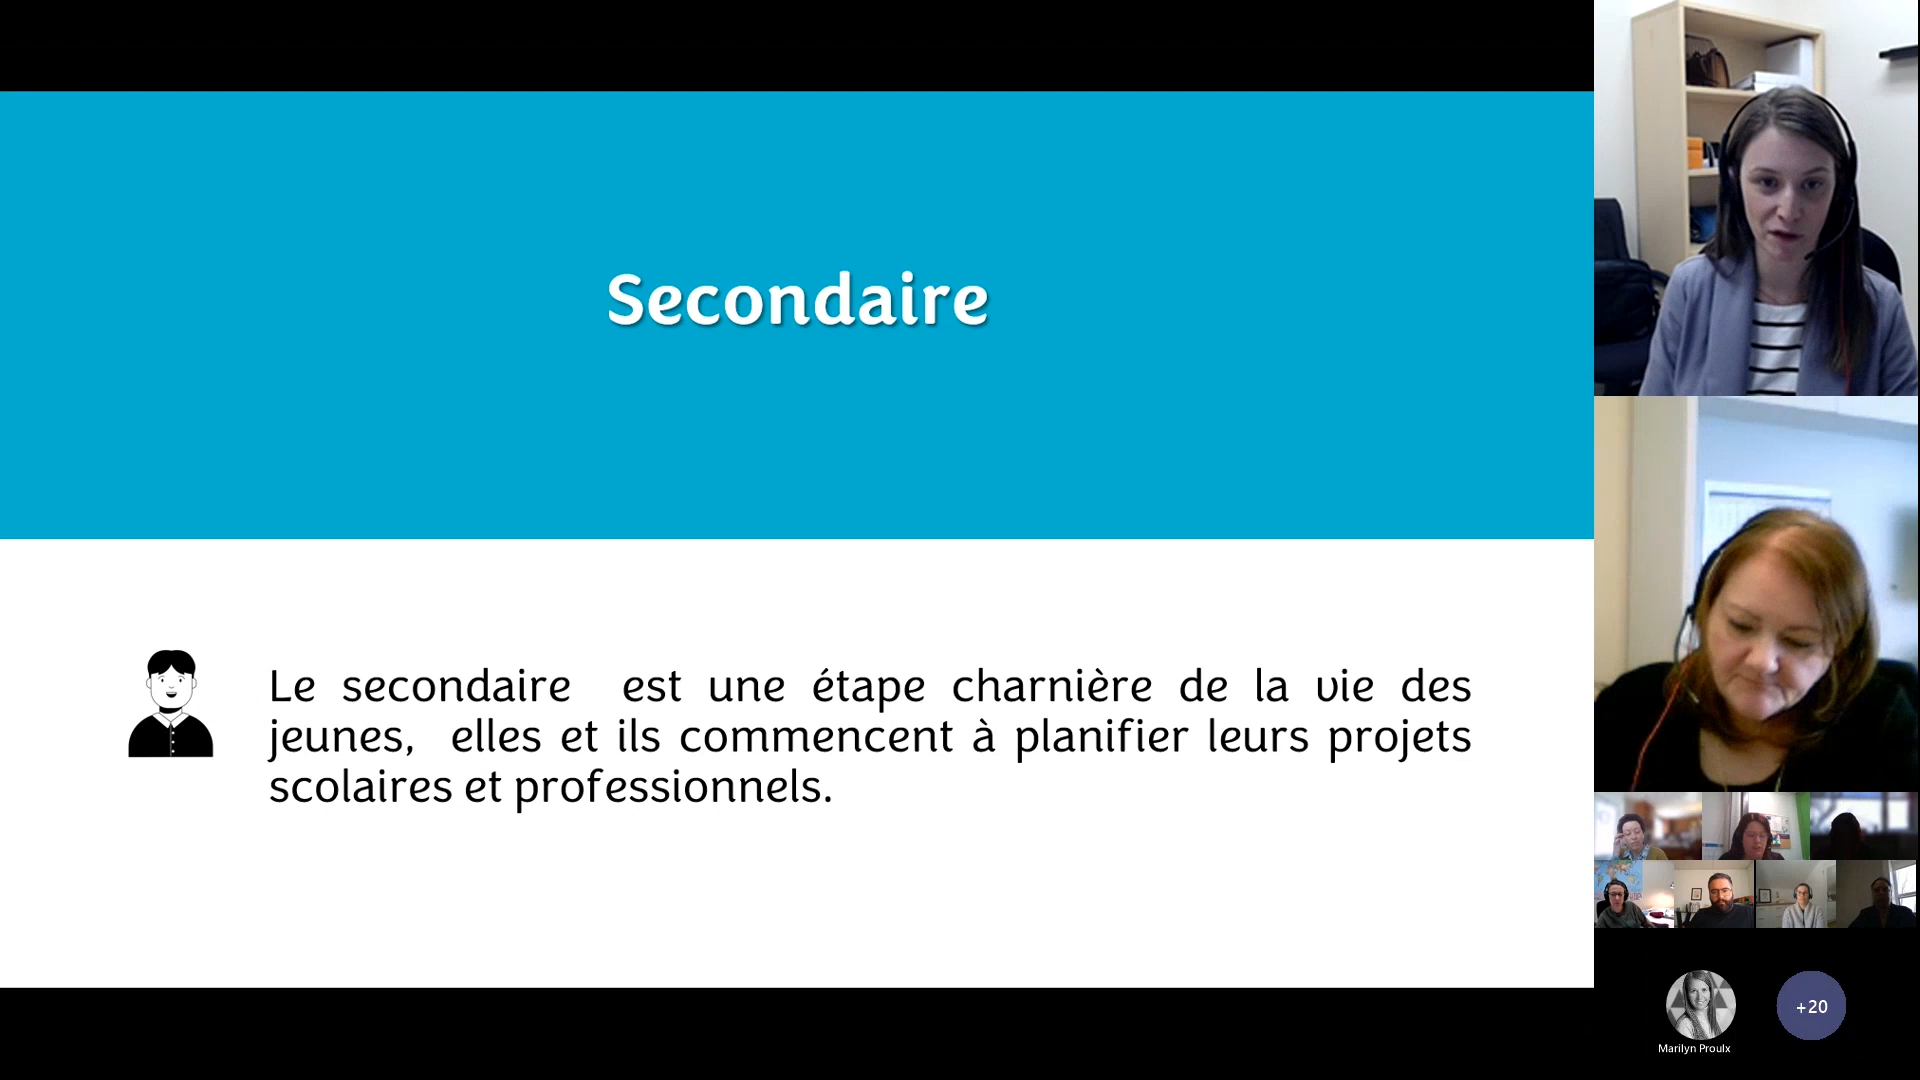 Secondaire
Le secondaire est une étape charnière de la vie des
jeunes, elles et ils commencent à planifier leurs projets
scolaires et professionnels.
+20
Marilyn Proulx